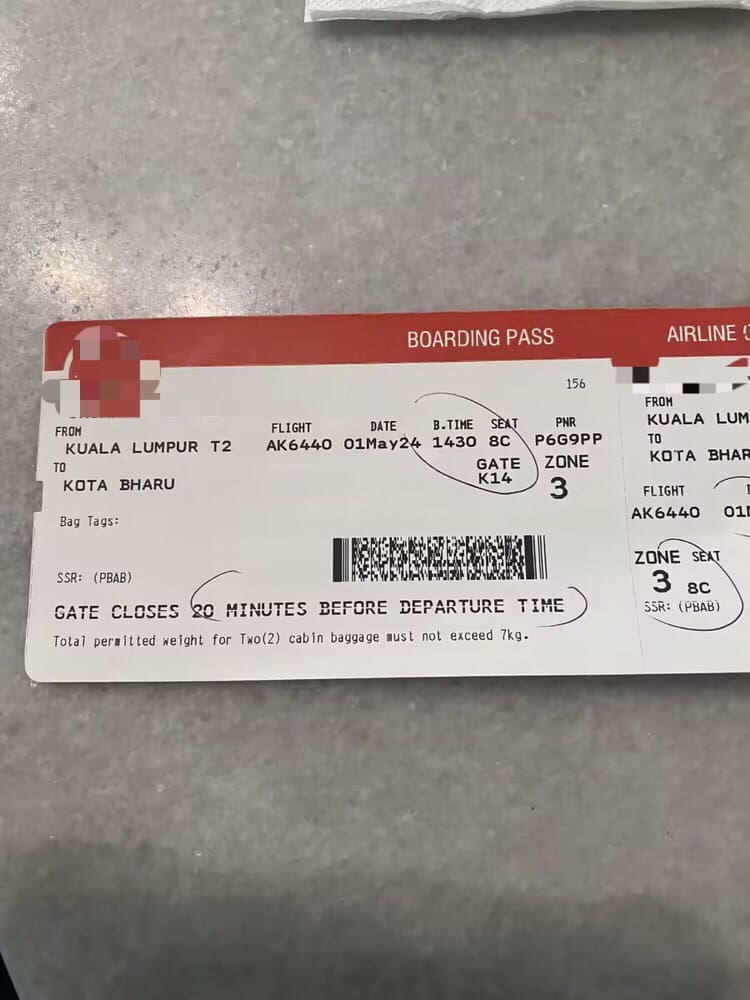 BOARDING PASS
156
FROM
KUALA LUMPUR T2
TO
KOTA BHARU
FLIGHT DATE B.TIME SEAT PNR
AK6440 01May24 1430 8C P6G9PP
GATE ZONE
K14 3
Bag Tags:
SSR: (PBAB)
GATE CLOSES 20 MINUTES BEFORE DEPARTURE TIME
Total permitted weight for Two(2) cabin baggage must not exceed 7kg.
AIRLINE
FROM
KUALA LUM
TO
KOTA BHAR
FLIGHT
AK6440 01
ZONE SEAT
3 8C
SSR: (PBAB)